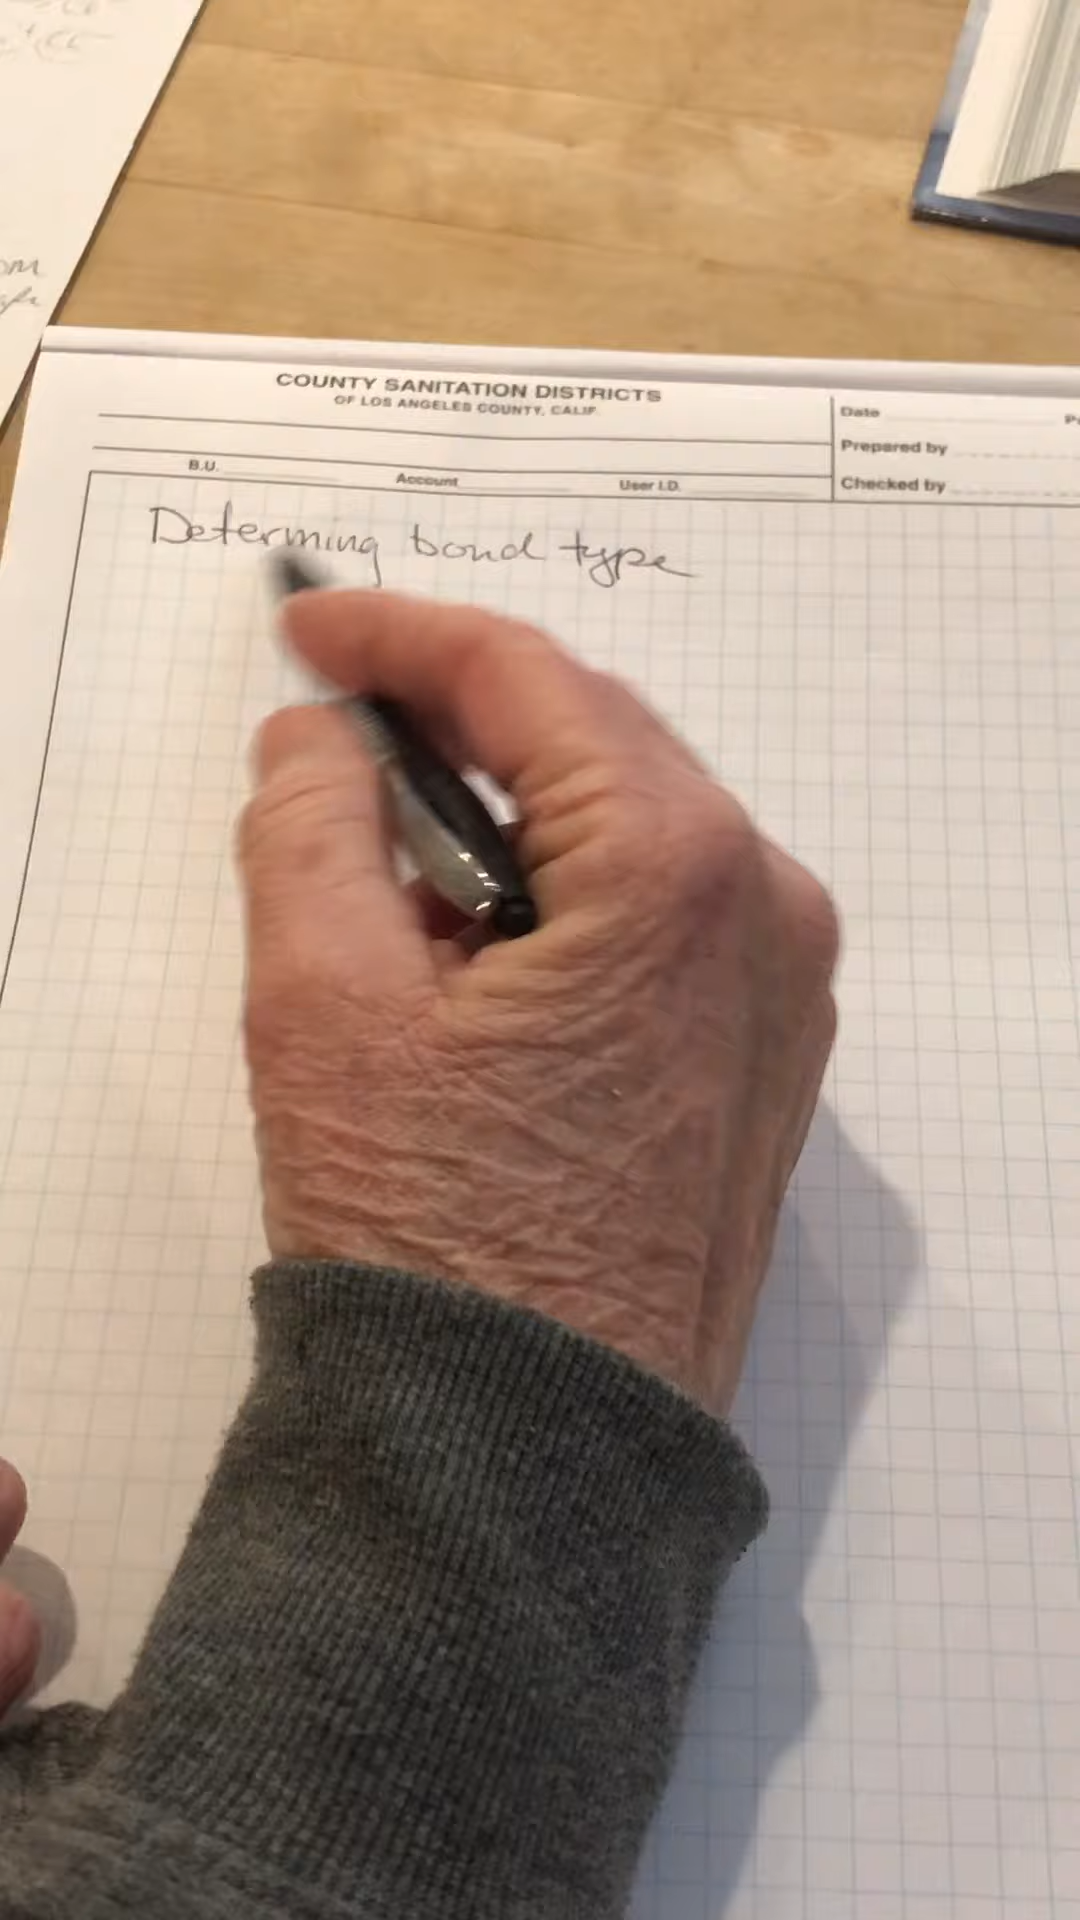 COUNTY SANITATION DISTRICTS
OF LOS ANGELES COUNTY, CALIF.
Date
Prepared by
Checked by
B.U. Account User I.D.
Determing bond type